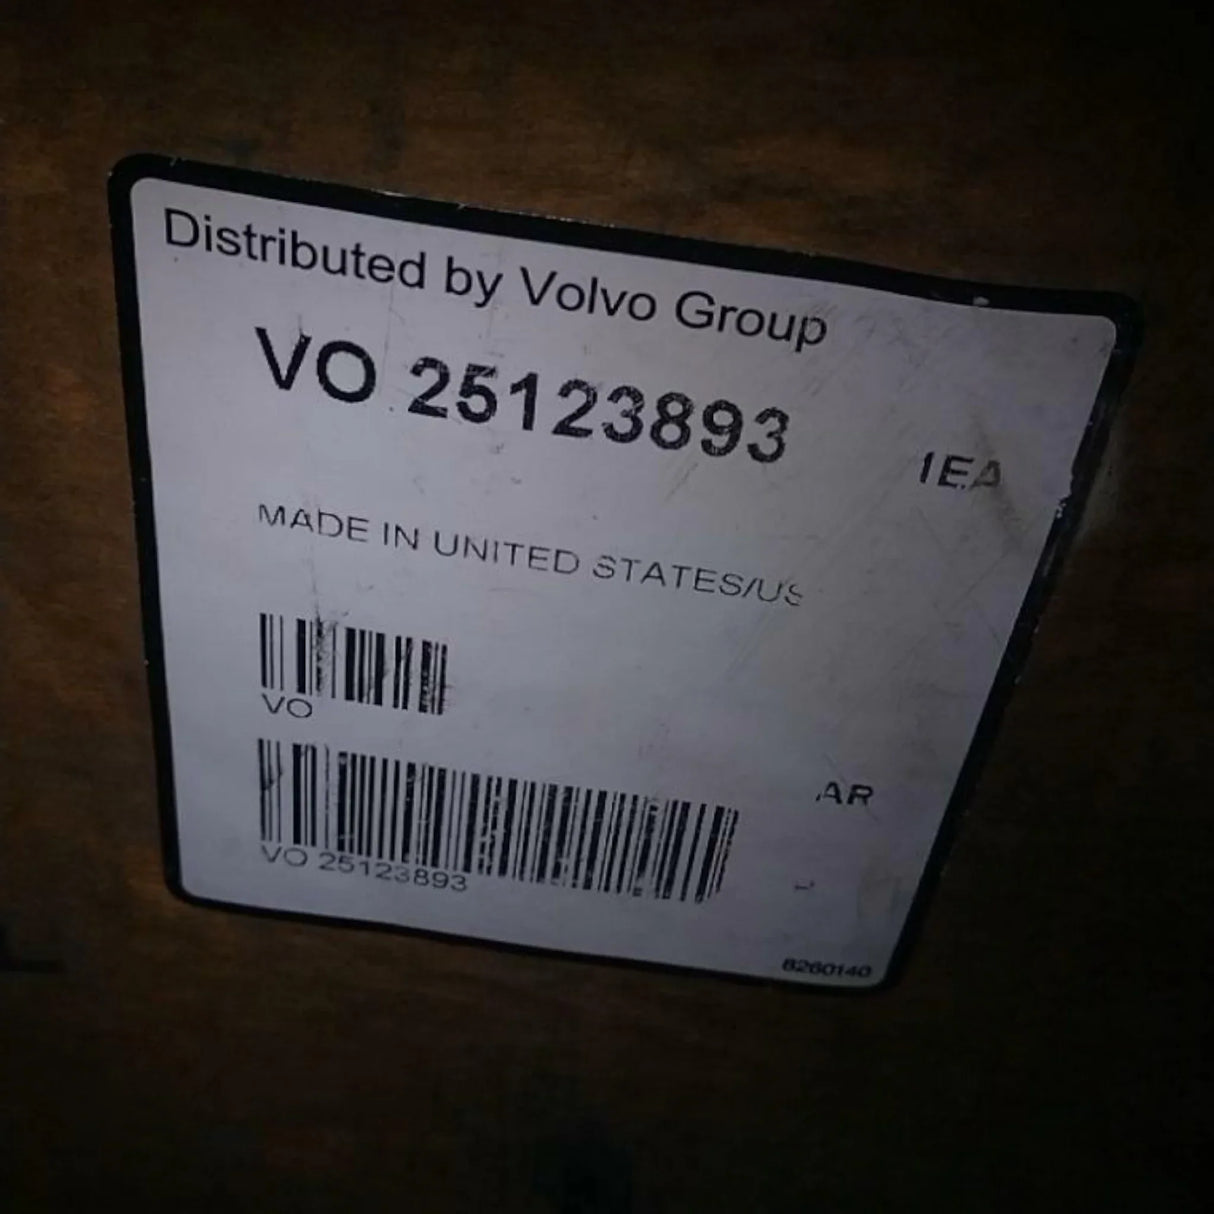 Distributed by Volvo Group
VO 25123893
1EA
MADE IN UNITED STATES/US
VO
AR
VO 25123893
8260140